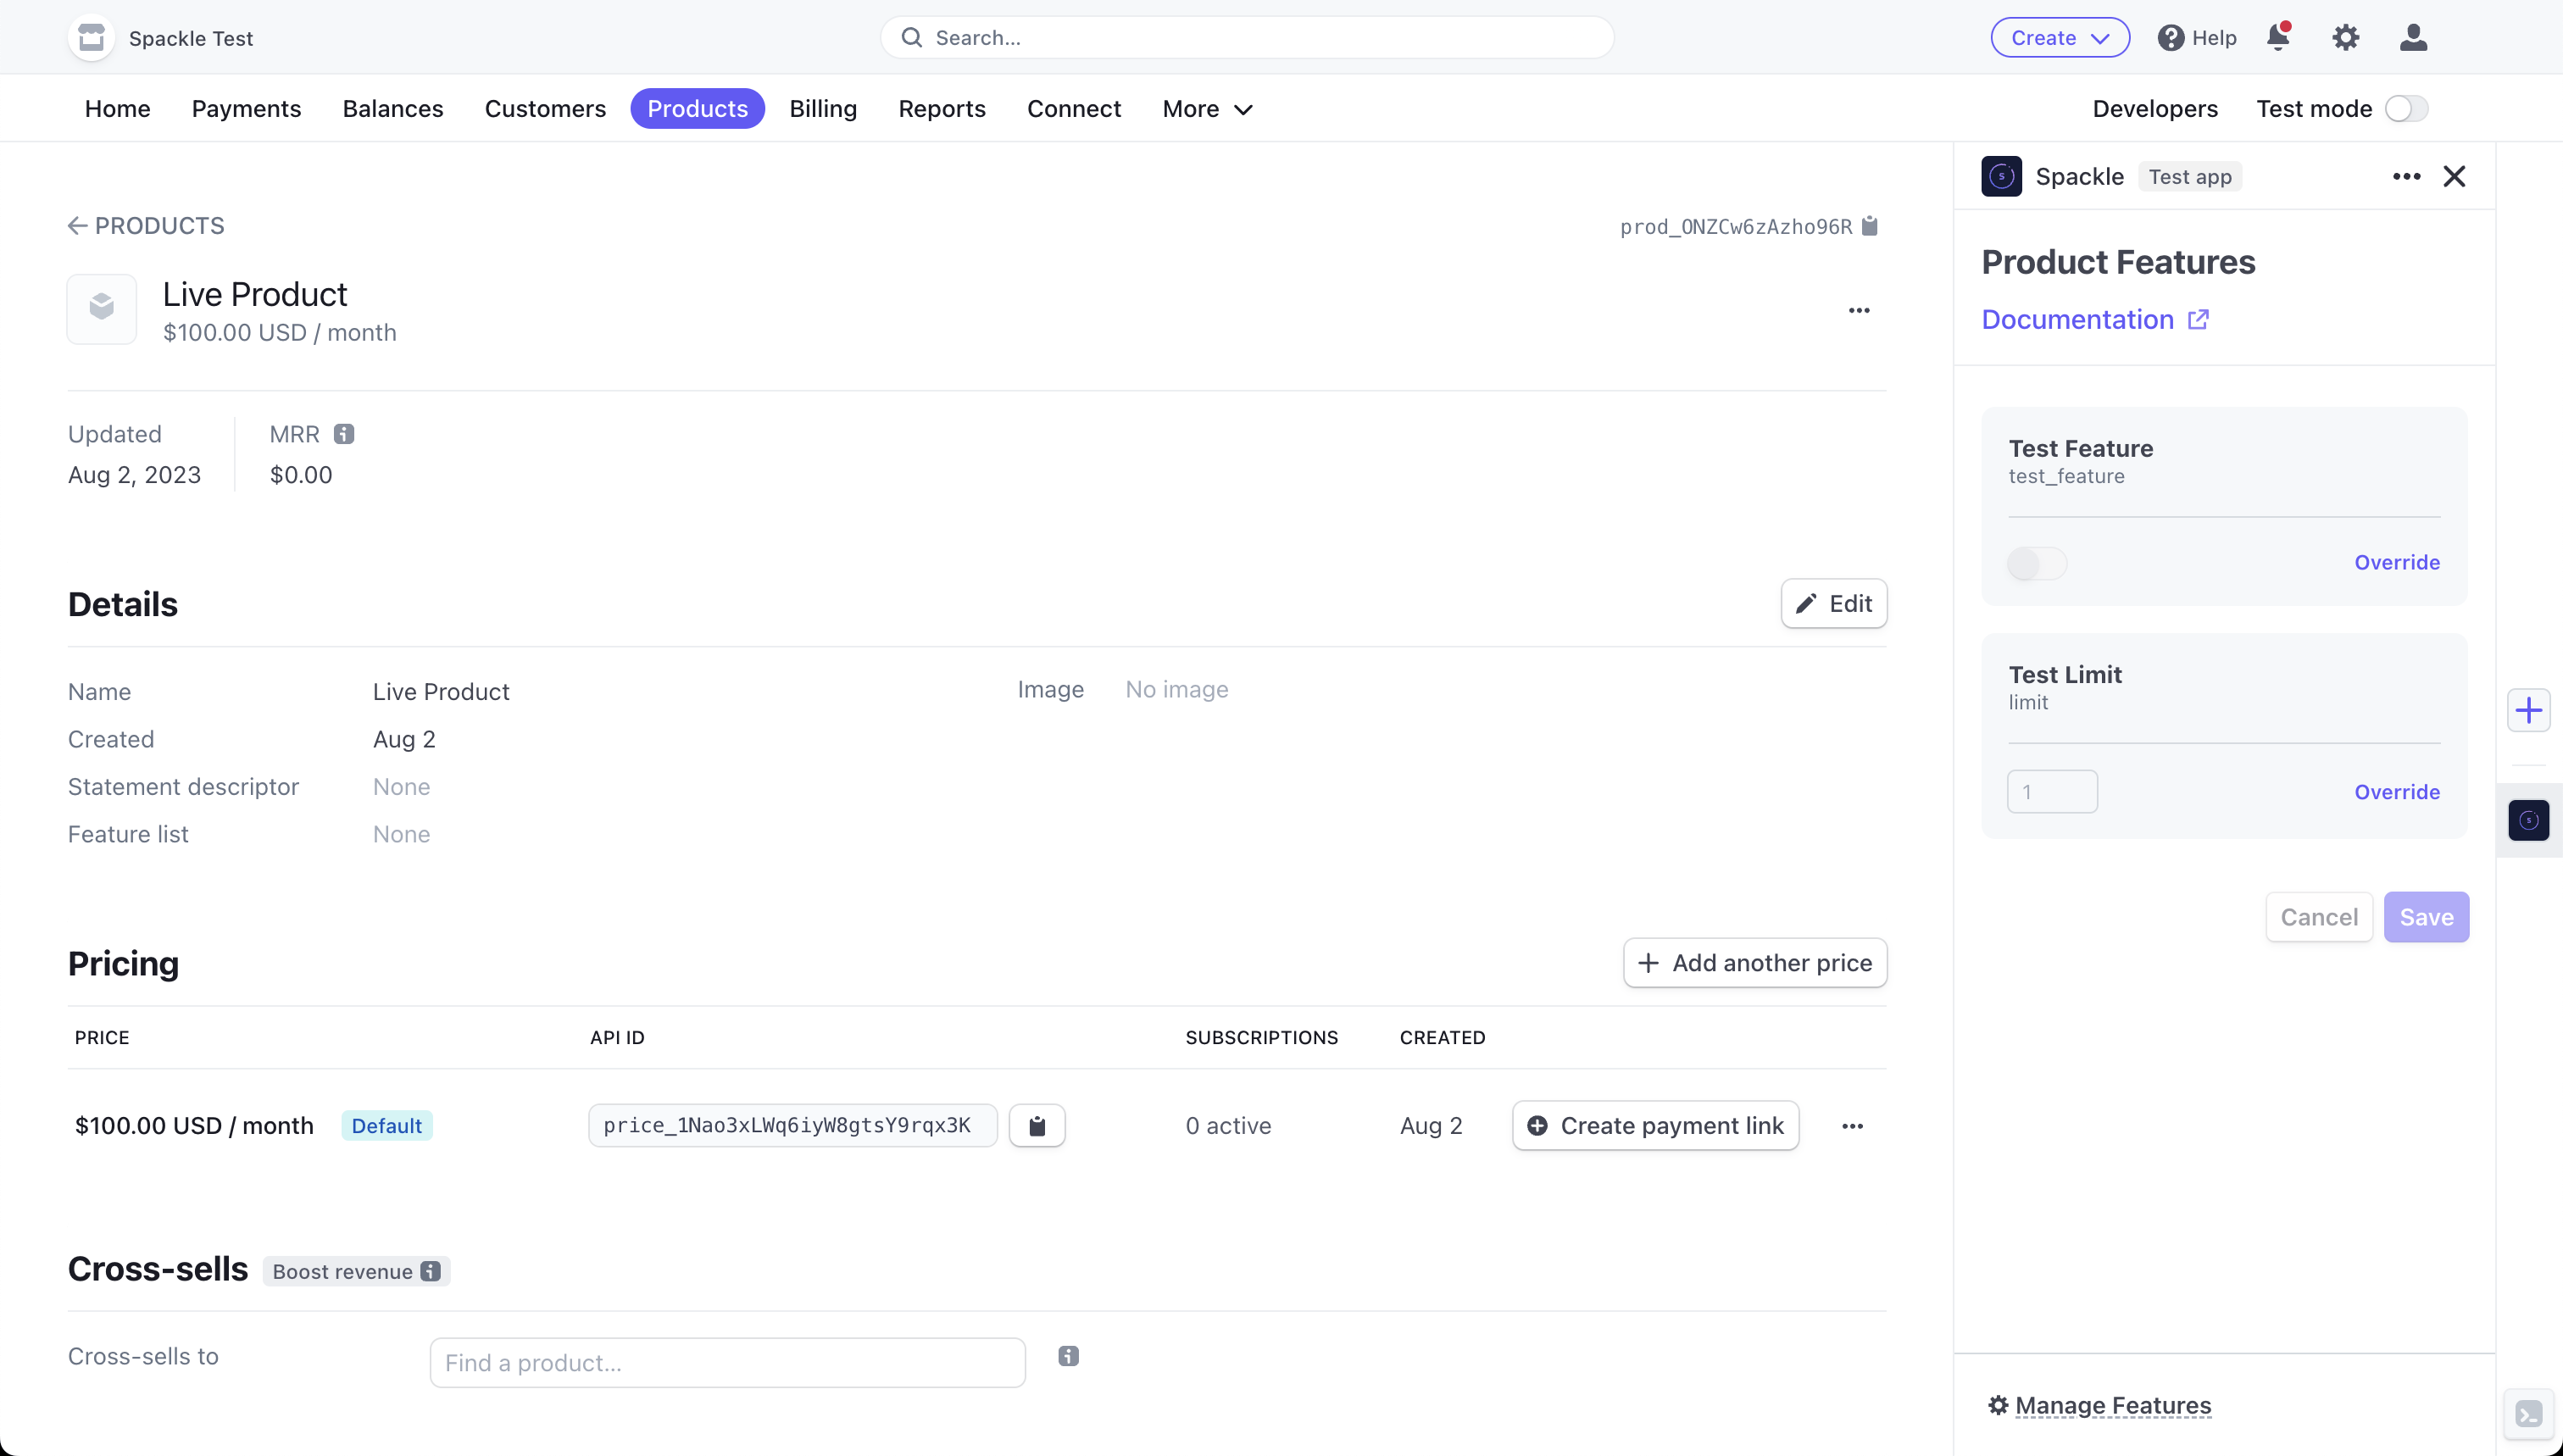 Spackle Test
Search...
Create
Help
Home
Payments
Balances
Customers
Products
Billing
Reports
Connect
More
Developers
Test mode
PRODUCTS
prod_ONZCw6zAzho96R
Live Product
$100.00 USD / month
Updated
MRR
Aug 2, 2023
$0.00
Details
Edit
Name
Live Product
Image
No image
Created
Aug 2
Statement descriptor
None
Feature list
None
Pricing
Add another price
PRICE
API ID
SUBSCRIPTIONS
CREATED
$100.00 USD / month
Default
price_1Nao3xLWq6iyW8gtsY9rqx3K
0 active
Aug 2
Create payment link
Cross-sells
Boost revenue
Cross-sells to
Find a product...
S
Spackle
Test app
Product Features
Documentation
Test Feature
test_feature
Override
Test Limit
limit
1
Override
Cancel
Save
Manage Features
S